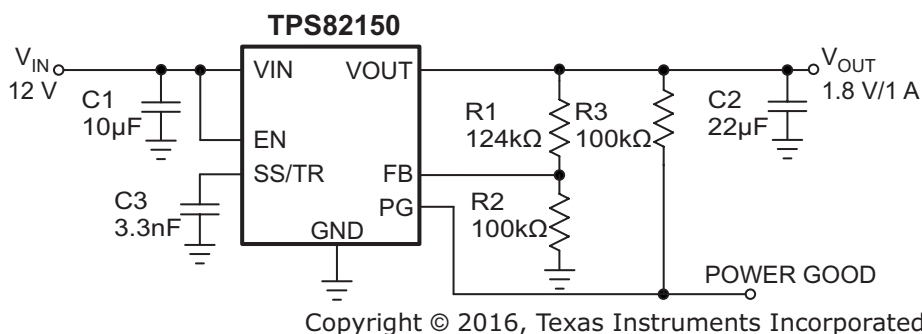 TPS82150
VIN
12 V
C1
10µF
C3
3.3nF
VIN
EN
SS/TR
GND
VOUT
FB
PG
R1
124kΩ
R2
100kΩ
R3
100kΩ
C2
22µF
VOUT
1.8 V/1 A
POWER GOOD
Copyright © 2016, Texas Instruments Incorporated